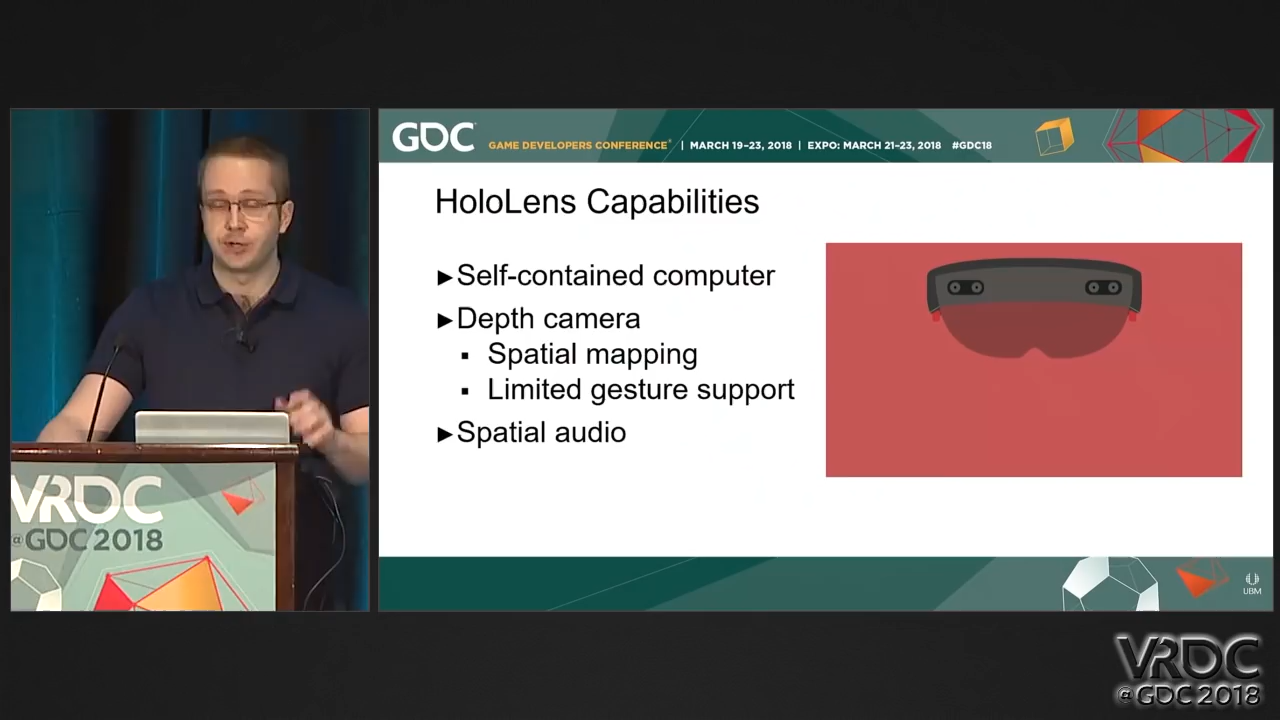 GDC
GAME DEVELOPERS CONFERENCE® | MARCH 19–23, 2018 | EXPO: MARCH 21–23, 2018 #GDC18
HoloLens Capabilities
►Self-contained computer
►Depth camera
▪ Spatial mapping
▪ Limited gesture support
►Spatial audio
VRDC
@GDC 2018
UBM
VRDC
@GDC 2018